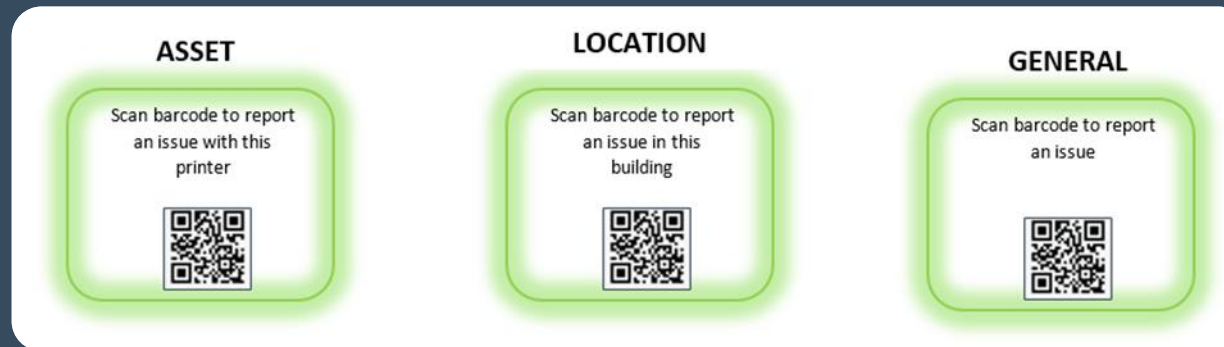 ASSET
Scan barcode to report
an issue with this
printer
LOCATION
Scan barcode to report
an issue in this
building
GENERAL
Scan barcode to report
an issue